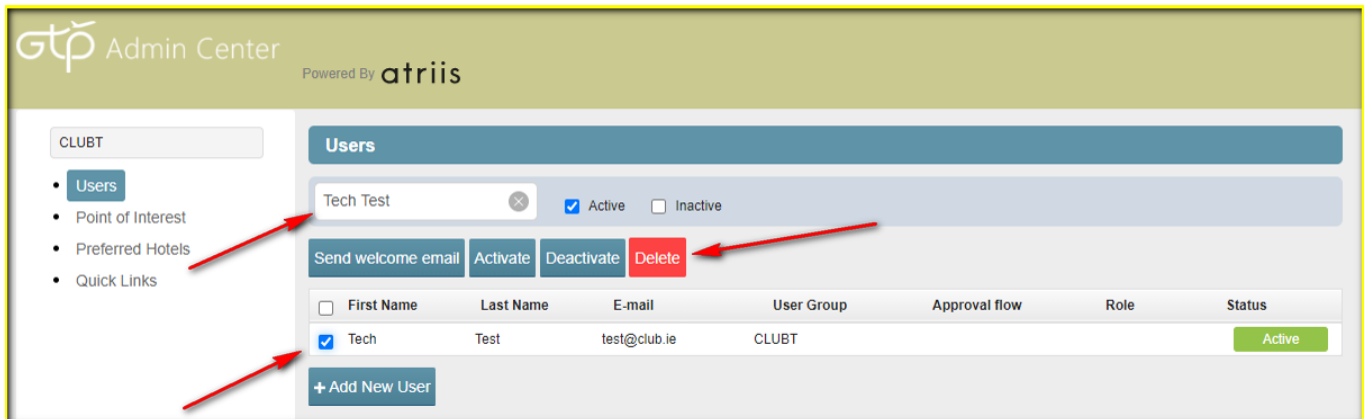 Gtp Admin Center
Powered By atriis
CLUBT
Users
Point of Interest
Preferred Hotels
Quick Links
Users
Tech Test
Active
Inactive
Send welcome email Activate Deactivate Delete
First Name Last Name E-mail User Group Approval flow Role Status
Tech Test test@club.ie CLUBT Active
+ Add New User